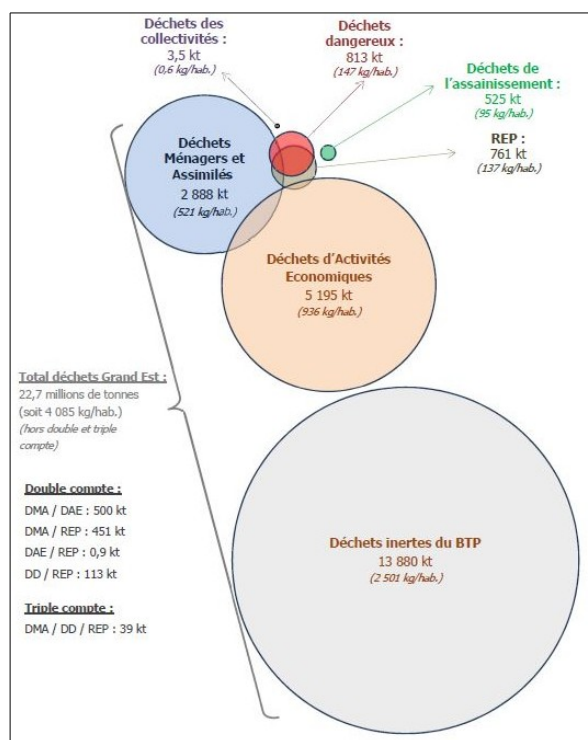 Déchets des
collectivités :
3,5 kt
(0,6 kg/hab.)
Déchets
dangereux :
813 kt
(147 kg/hab.)
Déchets de
l'assainissement :
525 kt
(95 kg/hab.)
REP :
761 kt
(137 kg/hab.)
Déchets
Ménagers et
Assimilés
2 888 kt
(521 kg/hab.)
Déchets d'Activités
Economiques
5 195 kt
(936 kg/hab.)
Total déchets Grand Est :
22,7 millions de tonnes
(soit 4 085 kg/hab.)
(hors double et triple
compte)
Double compte :
DMA / DAE : 500 kt
DMA / REP : 451 kt
DAE / REP : 0,9 kt
DD / REP : 113 kt
Triple compte :
DMA / DD / REP : 39 kt
Déchets inertes du BTP
13 880 kt
(2 501 kg/hab.)